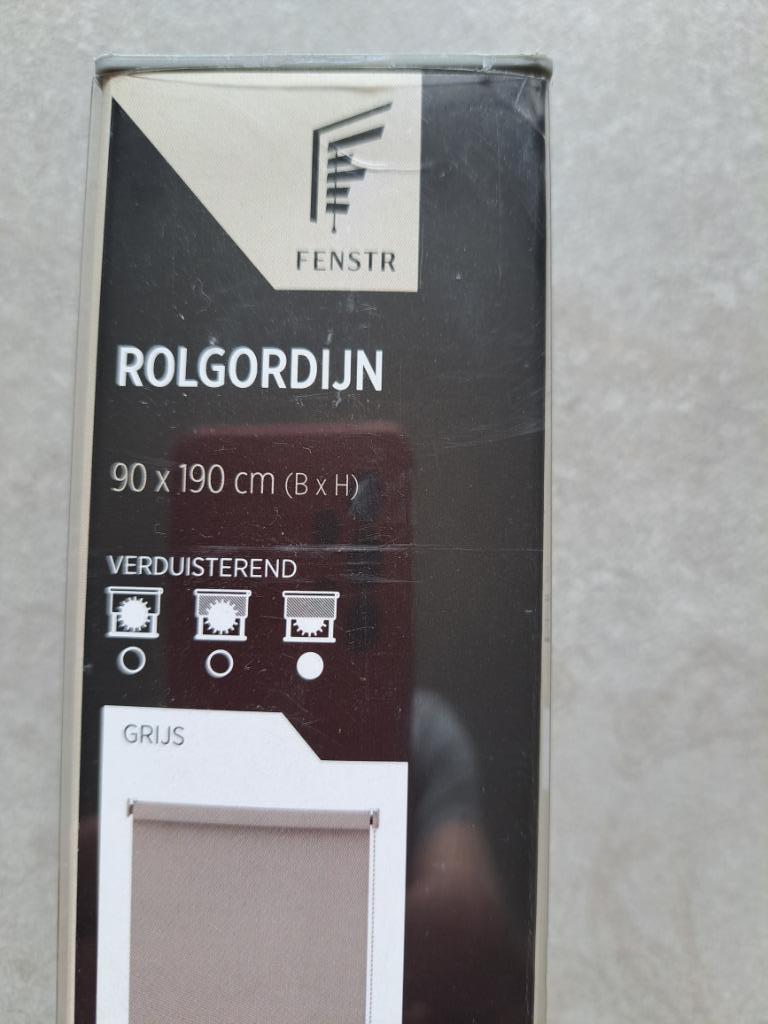 FENSTR
ROLGORDIJN
90 x 190 cm (B x H)
VERDUISTEREND
GRIJS